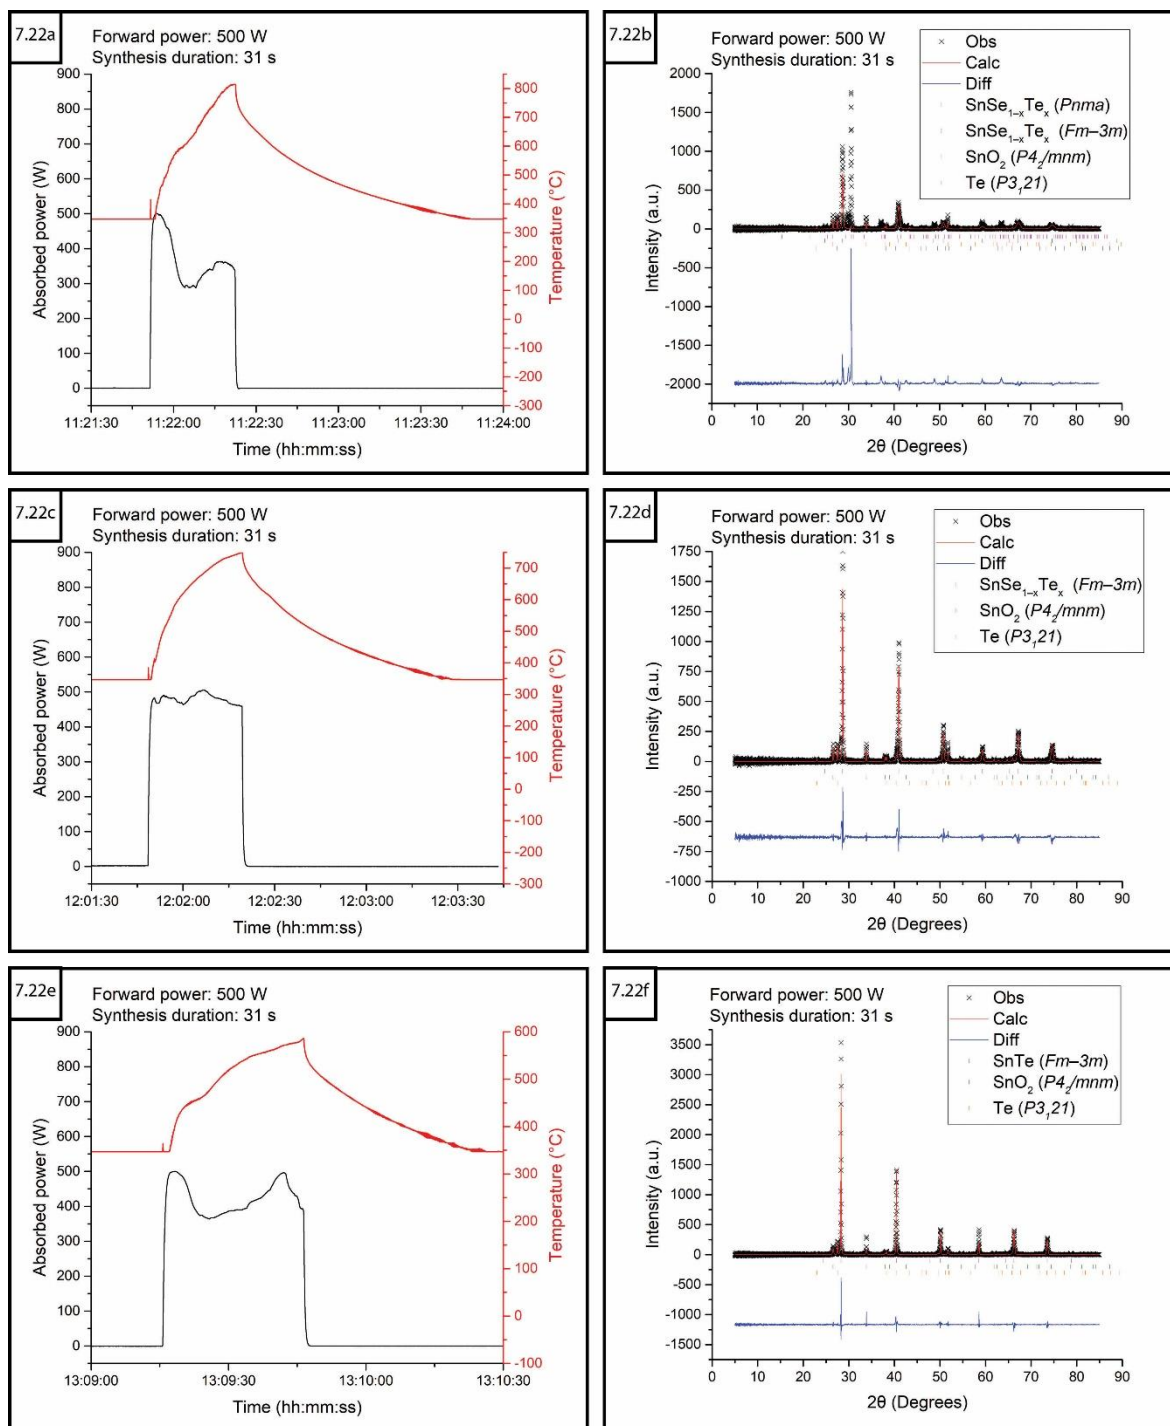 7.22a
Forward power: 500 W
Synthesis duration: 31 s
900
800
700
600
500
400
300
200
100
0
Absorbed power (W)
800
700
600
500
400
300
200
100
0
-100
-200
-300
Temperature (°C)
11:21:30 11:22:00 11:22:30 11:23:00 11:23:30 11:24:00
Time (hh:mm:ss)
7.22b
Forward power: 500 W
Synthesis duration: 31 s
Obs
Calc
Diff
SnSe₁₋ₓTeₓ (Pnma)
SnSe₁₋ₓTeₓ (Fm–3m)
SnO₂ (P4₂/mnm)
Te (P3₁21)
2000
1500
1000
500
0
-500
-1000
-1500
-2000
Intensity (a.u.)
0 10 20 30 40 50 60 70 80 90
2θ (Degrees)
7.22c
Forward power: 500 W
Synthesis duration: 31 s
900
800
700
600
500
400
300
200
100
0
Absorbed power (W)
700
600
500
400
300
200
100
0
-100
-200
-300
Temperature (°C)
12:01:30 12:02:00 12:02:30 12:03:00 12:03:30
Time (hh:mm:ss)
7.22d
Forward power: 500 W
Synthesis duration: 31 s
Obs
Calc
Diff
SnSe₁₋ₓTeₓ (Fm–3m)
SnO₂ (P4₂/mnm)
Te (P3₁21)
1750
1500
1250
1000
750
500
250
0
-250
-500
-750
-1000
Intensity (a.u.)
0 10 20 30 40 50 60 70 80 90
2θ (Degrees)
7.22e
Forward power: 500 W
Synthesis duration: 31 s
900
800
700
600
500
400
300
200
100
0
Absorbed power (W)
600
500
400
300
200
100
0
-100
Temperature (°C)
13:09:00 13:09:30 13:10:00 13:10:30
Time (hh:mm:ss)
7.22f
Forward power: 500 W
Synthesis duration: 31 s
Obs
Calc
Diff
SnTe (Fm–3m)
SnO₂ (P4₂/mnm)
Te (P3₁21)
3500
3000
2500
2000
1500
1000
500
0
-500
-1000
-1500
Intensity (a.u.)
0 10 20 30 40 50 60 70 80 90
2θ (Degrees)